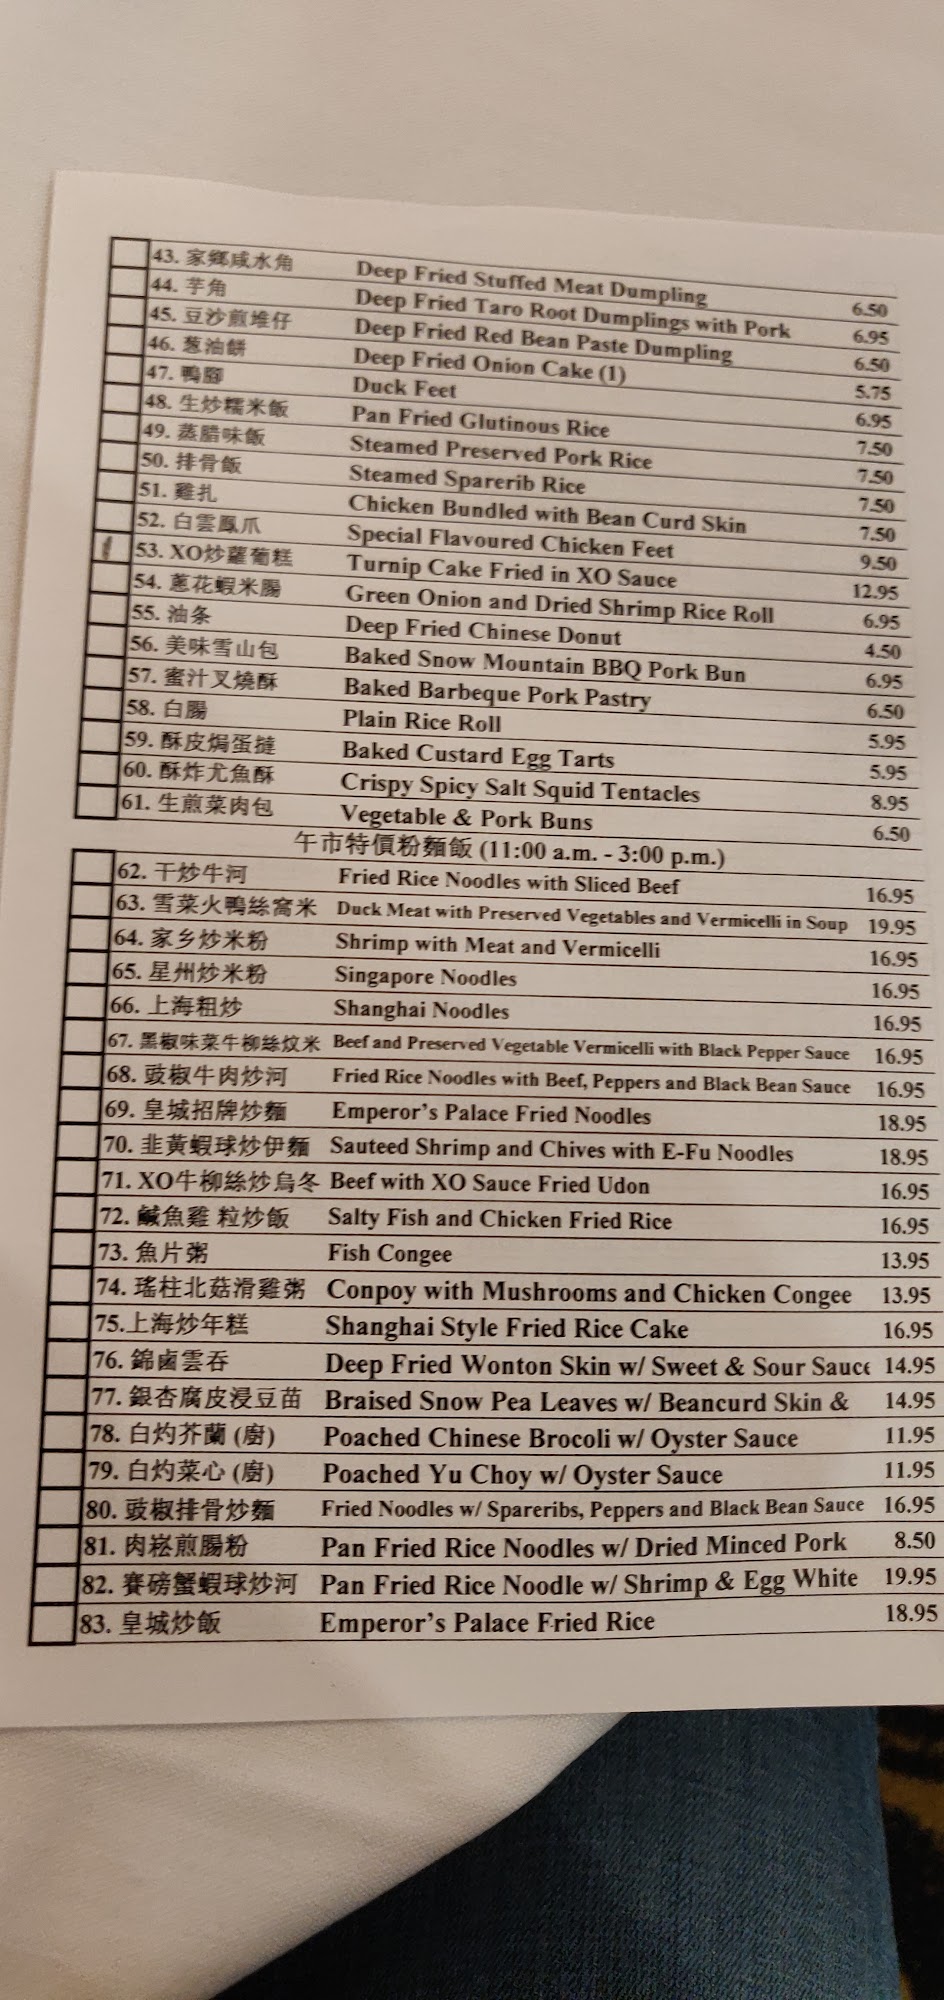 43. 家鄉咸水角 Deep Fried Stuffed Meat Dumpling 6.50
44. 芋角 Deep Fried Taro Root Dumplings with Pork 6.95
45. 豆沙煎堆仔 Deep Fried Red Bean Paste Dumpling 6.50
46. 葱油餅 Deep Fried Onion Cake (1) 5.75
47. 鴨腳 Duck Feet 6.95
48. 生炒糯米飯 Pan Fried Glutinous Rice 7.50
49. 蒸腊味飯 Steamed Preserved Pork Rice 7.50
50. 排骨飯 Steamed Sparerib Rice 7.50
51. 雞扎 Chicken Bundled with Bean Curd Skin 7.50
52. 白雲鳳爪 Special Flavoured Chicken Feet 9.50
53. XO炒蘿蔔糕 Turnip Cake Fried in XO Sauce 12.95
54. 蔥花蝦米腸 Green Onion and Dried Shrimp Rice Roll 6.95
55. 油条 Deep Fried Chinese Donut 4.50
56. 美味雪山包 Baked Snow Mountain BBQ Pork Bun 6.95
57. 蜜汁叉燒酥 Baked Barbeque Pork Pastry 6.50
58. 白腸 Plain Rice Roll 5.95
59. 酥皮焗蛋撻 Baked Custard Egg Tarts 5.95
60. 酥炸尤魚酥 Crispy Spicy Salt Squid Tentacles 8.95
61. 生煎菜肉包 Vegetable & Pork Buns 6.50
午市特價粉麵飯 (11:00 a.m. - 3:00 p.m.)
62. 干炒牛河 Fried Rice Noodles with Sliced Beef 16.95
63. 雪菜火鴨絲窩米 Duck Meat with Preserved Vegetables and Vermicelli in Soup 19.95
64. 家乡炒米粉 Shrimp with Meat and Vermicelli 16.95
65. 星州炒米粉 Singapore Noodles 16.95
66. 上海粗炒 Shanghai Noodles 16.95
67. 黑椒味菜牛柳絲炆米 Beef and Preserved Vegetable Vermicelli with Black Pepper Sauce 16.95
68. 豉椒牛肉炒河 Fried Rice Noodles with Beef, Peppers and Black Bean Sauce 16.95
69. 皇城招牌炒麵 Emperor's Palace Fried Noodles 18.95
70. 韭黃蝦球炒伊麵 Sauteed Shrimp and Chives with E-Fu Noodles 18.95
71. XO牛柳絲炒烏冬 Beef with XO Sauce Fried Udon 16.95
72. 鹹魚雞 粒炒飯 Salty Fish and Chicken Fried Rice 16.95
73. 魚片粥 Fish Congee 13.95
74. 瑤柱北菇滑雞粥 Conpoy with Mushrooms and Chicken Congee 13.95
75.上海炒年糕 Shanghai Style Fried Rice Cake 16.95
76. 錦鹵雲吞 Deep Fried Wonton Skin w/ Sweet & Sour Sauce 14.95
77. 銀杏腐皮浸豆苗 Braised Snow Pea Leaves w/ Beancurd Skin & 14.95
78. 白灼芥蘭 (廚) Poached Chinese Brocoli w/ Oyster Sauce 11.95
79. 白灼菜心 (廚) Poached Yu Choy w/ Oyster Sauce 11.95
80. 豉椒排骨炒麵 Fried Noodles w/ Spareribs, Peppers and Black Bean Sauce 16.95
81. 肉崧煎腸粉 Pan Fried Rice Noodles w/ Dried Minced Pork 8.50
82. 賽磅蟹蝦球炒河 Pan Fried Rice Noodle w/ Shrimp & Egg White 19.95
83. 皇城炒飯 Emperor's Palace Fried Rice 18.95